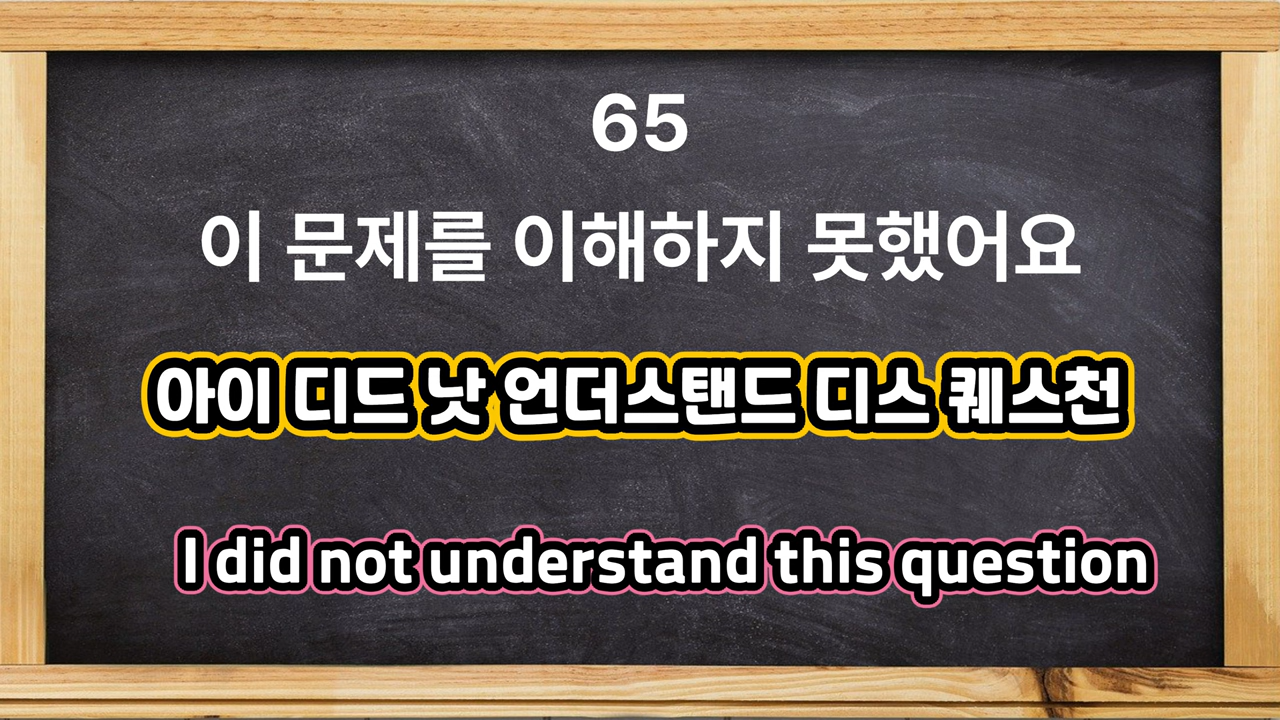 65
이 문제를 이해하지 못했어요
아이 디드 낫 언더스탠드 디스 퀘스천
I did not understand this question